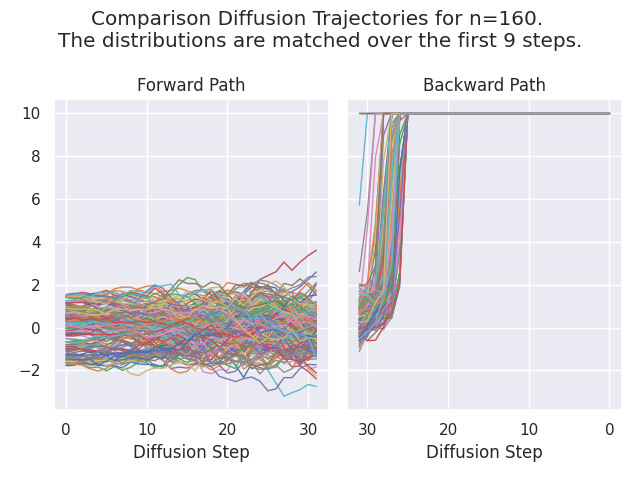 Comparison Diffusion Trajectories for n=160.
The distributions are matched over the first 9 steps.
Forward Path
Backward Path
10
8
6
4
2
0
−2
0 10 20 30
30 20 10 0
Diffusion Step
Diffusion Step